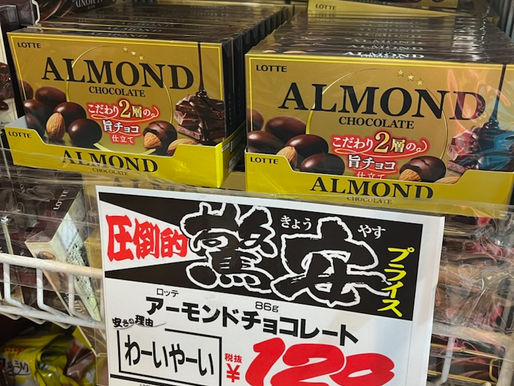 LOTTE
ALMOND
CHOCOLATE
こだわり2層の
旨チョコ
仕立て
LOTTE
ALMOND
CHOCOLATE
LOTTE
ALMOND
CHOCOLATE
こだわり2層の
旨チョコ
仕立て
LOTTE
ALMOND
CHOCOLATE
圧倒的
驚安
きょう
やす
プライス
ロッテ
86g
アーモンドチョコレート
安さの理由
わーいやーい
税抜
¥